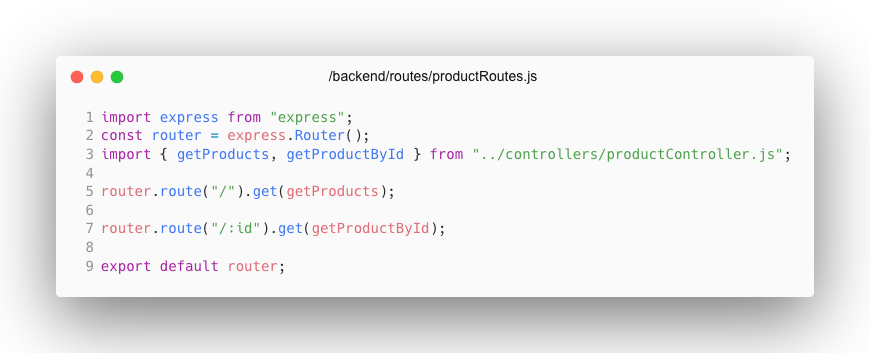 /backend/routes/productRoutes.js
1 import express from "express";
2 const router = express.Router();
3 import { getProducts, getProductById } from "../controllers/productController.js";
4
5 router.route("/").get(getProducts);
6
7 router.route("/:id").get(getProductById);
8
9 export default router;